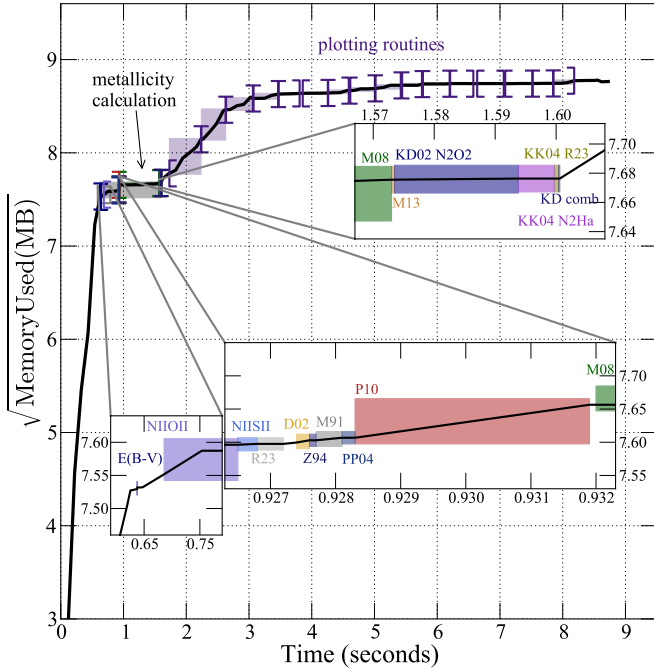 plotting routines
metallicity
calculation
√MemoryUsed(MB)
9
8
7
6
5
4
3
0 1 2 3 4 5 6 7 8 9
Time (seconds)
1.57 1.58 1.59 1.60
M08 KD02 N2O2 KK04 R23
M13 KD comb
KK04 N2Ha
7.70
7.68
7.66
7.64
P10 M08
D02 M91
NIISII
R23 Z94 PP04
7.70
7.65
7.60
0.927 0.928 0.929 0.930 0.931 0.932
NIIOII
E(B-V)
7.60
7.55
7.50
0.65 0.75